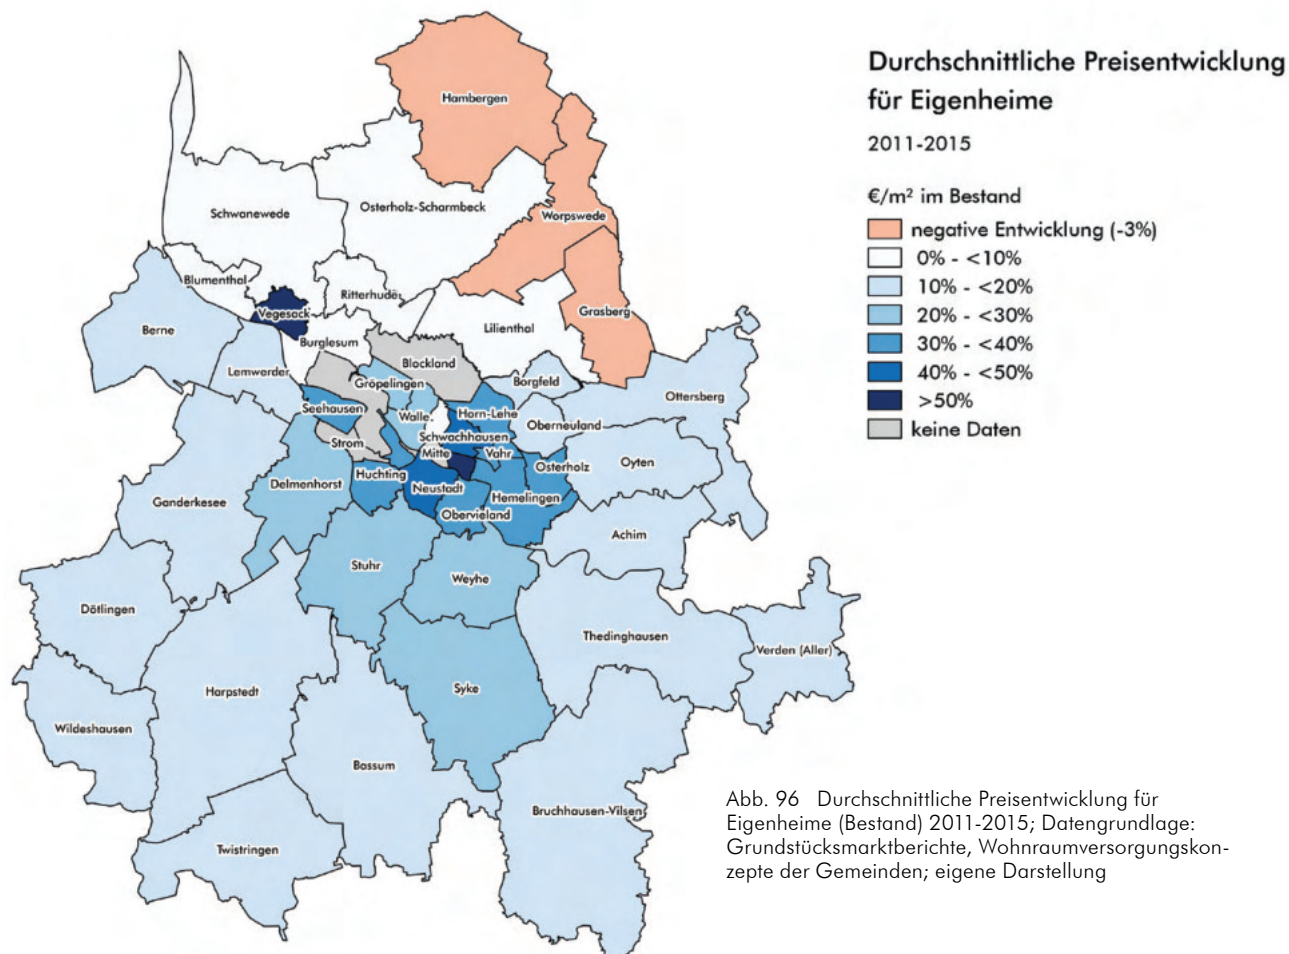 Durchschnittliche Preisentwicklung
für Eigenheime
2011-2015
€/m² im Bestand
negative Entwicklung (-3%)
0% - <10%
10% - <20%
20% - <30%
30% - <40%
40% - <50%
>50%
keine Daten
Hambergen
Schwanewede
Osterholz-Scharmbeck
Worpswede
Blumenthal
Ritterhude
Vegesack
Grasberg
Berne
Burglesum
Lilienthal
Lemwerder
Blockland
Gröpelingen
Borgfeld
Ottersberg
Seehausen
Walle
Horn-Lehe
Oberneuland
Strom
Schwachhausen
Mitte
Vahr
Osterholz
Oyten
Ganderkesee
Delmenhorst
Huchting
Neustadt
Hemelingen
Obervieland
Achim
Stuhr
Weyhe
Dötlingen
Thedinghausen
Verden (Aller)
Harpstedt
Syke
Wildeshausen
Bassum
Bruchhausen-Vilsen
Twistringen
Abb. 96 Durchschnittliche Preisentwicklung für
Eigenheime (Bestand) 2011-2015; Datengrundlage:
Grundstücksmarktberichte, Wohnraumversorgungskon-
zepte der Gemeinden; eigene Darstellung